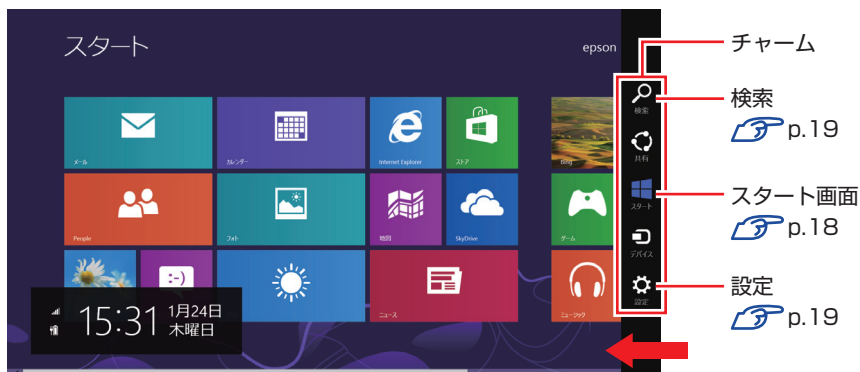 スタート
epson
チャーム
検索
p.19
スタート画面
p.18
設定
p.19
検索
共有
スタート
デバイス
設定
メール
カレンダー
Internet Explorer
ストア
bing
People
フォト
地図
SkyDrive
ゲーム
:-)
ニュース
ミュージック
15:31
1月24日
木曜日